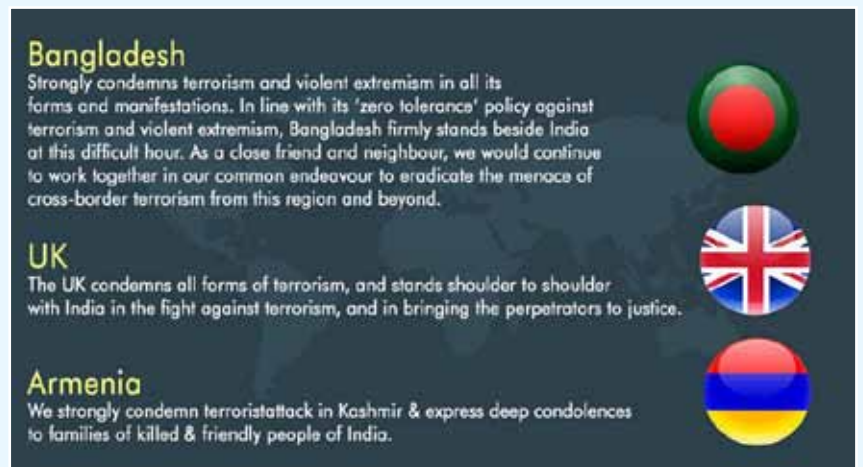 Bangladesh
Strongly condemns terrorism and violent extremism in all its
forms and manifestations. In line with its 'zero tolerance' policy against
terrorism and violent extremism, Bangladesh firmly stands beside India
at this difficult hour. As a close friend and neighbour, we would continue
to work together in our common endeavour to eradicate the menace of
cross-border terrorism from this region and beyond.
UK
The UK condemns all forms of terrorism, and stands shoulder to shoulder
with India in the fight against terrorism, and in bringing the perpetrators to justice.
Armenia
We strongly condemn terroristattack in Kashmir & express deep condolences
to families of killed & friendly people of India.